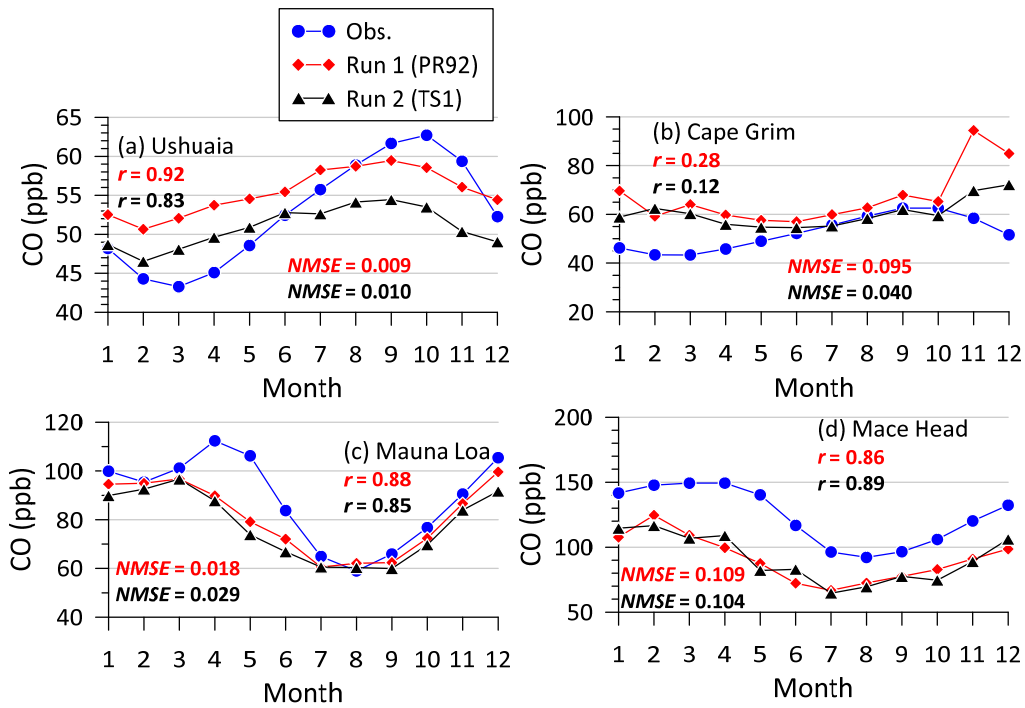 Obs.
Run 1 (PR92)
Run 2 (TS1)
65
60
55
50
45
40
CO (ppb)
(a) Ushuaia
r = 0.92
r = 0.83
NMSE = 0.009
NMSE = 0.010
1 2 3 4 5 6 7 8 9 10 11 12
Month
100
80
60
40
20
CO (ppb)
(b) Cape Grim
r = 0.28
r = 0.12
NMSE = 0.095
NMSE = 0.040
1 2 3 4 5 6 7 8 9 10 11 12
Month
120
100
80
60
40
CO (ppb)
(c) Mauna Loa
r = 0.88
r = 0.85
NMSE = 0.018
NMSE = 0.029
1 2 3 4 5 6 7 8 9 10 11 12
Month
200
150
100
50
CO (ppb)
(d) Mace Head
r = 0.86
r = 0.89
NMSE = 0.109
NMSE = 0.104
1 2 3 4 5 6 7 8 9 10 11 12
Month